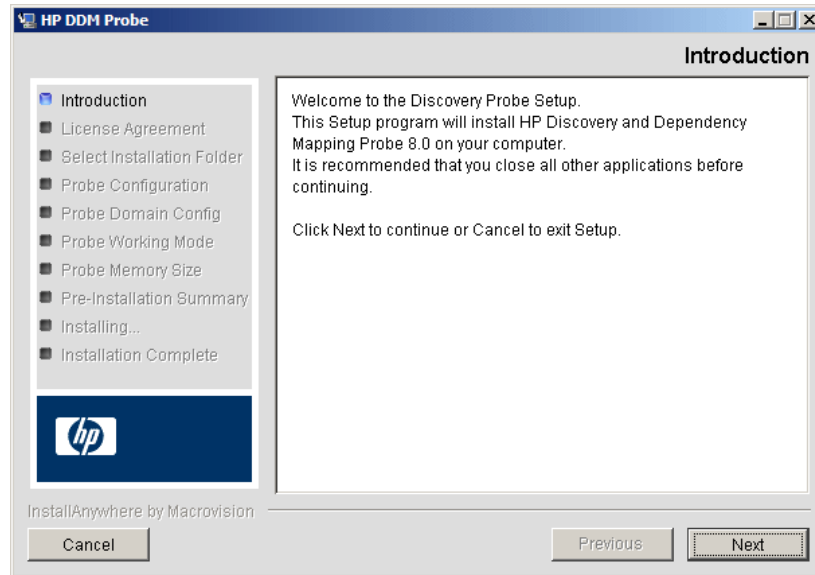 HP DDM Probe
Introduction
Introduction
License Agreement
Select Installation Folder
Probe Configuration
Probe Domain Config
Probe Working Mode
Probe Memory Size
Pre-Installation Summary
Installing...
Installation Complete
Welcome to the Discovery Probe Setup.
This Setup program will install HP Discovery and Dependency
Mapping Probe 8.0 on your computer.
It is recommended that you close all other applications before
continuing.
Click Next to continue or Cancel to exit Setup.
hp
InstallAnywhere by Macrovision
Cancel
Previous
Next